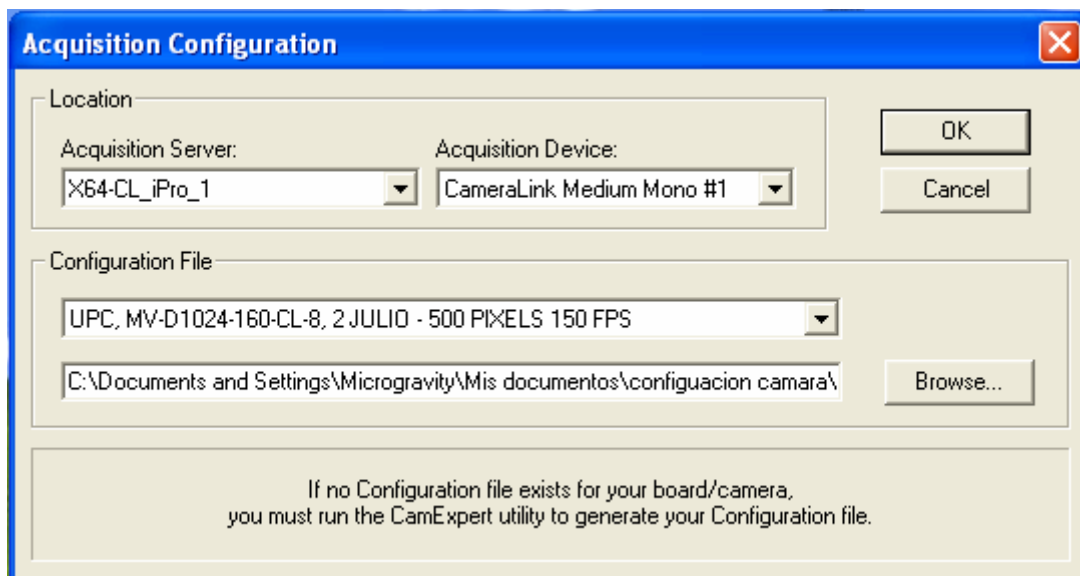 Acquisition Configuration
Location
Acquisition Server:
Acquisition Device:
X64-CL_iPro_1
CameraLink Medium Mono #1
OK
Cancel
Configuration File
UPC, MV-D1024-160-CL-8, 2 JULIO - 500 PIXELS 150 FPS
C:\Documents and Settings\Microgravity\Mis documentos\configuacion camara\
Browse...
If no Configuration file exists for your board/camera,
you must run the CamExpert utility to generate your Configuration file.